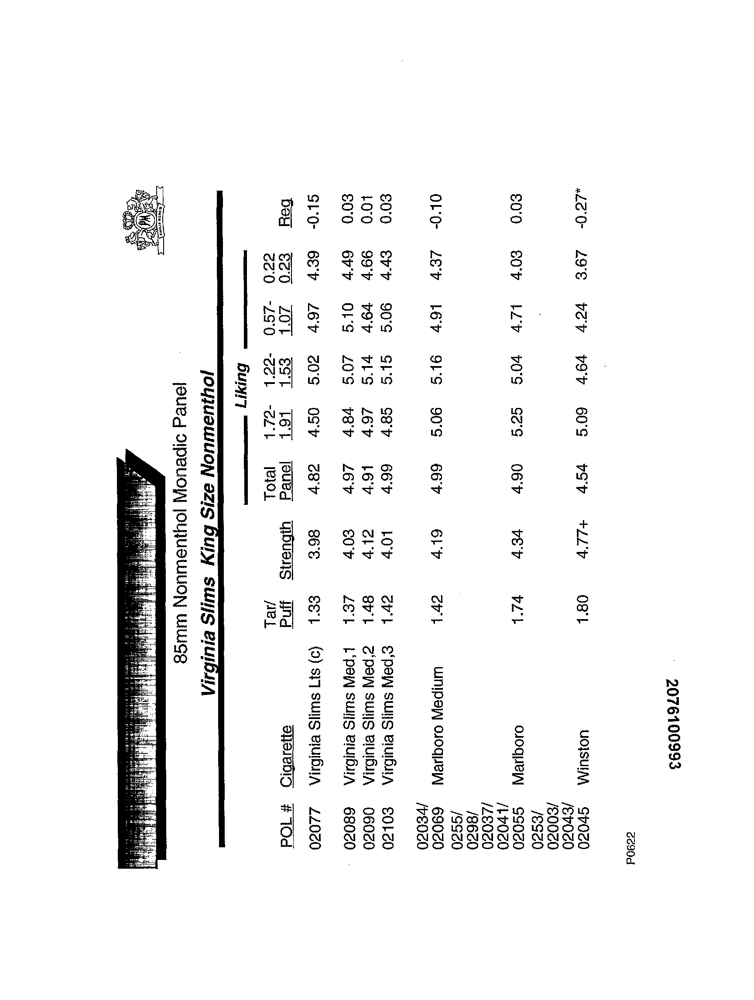 PM
85mm Nonmenthol Monadic Panel
Virginia Slims King Size Nonmenthol
Liking
Tar/ Total 1.72- 1.22- 0.57- 0.22
POL # Cigarette Puff Strength Panel 1.91 1.53 1.07 0.23 Reg
02077 Virginia Slims Lts (c) 1.33 3.98 4.82 4.50 5.02 4.97 4.39 -0.15
02089 Virginia Slims Med,1 1.37 4.03 4.97 4.84 5.07 5.10 4.49 0.03
02090 Virginia Slims Med,2 1.48 4.12 4.91 4.97 5.14 4.64 4.66 0.01
02103 Virginia Slims Med,3 1.42 4.01 4.99 4.85 5.15 5.06 4.43 0.03
02034/
02069 Marlboro Medium 1.42 4.19 4.99 5.06 5.16 4.91 4.37 -0.10
0255/
0298/
02037/
02041/
02055 Marlboro 1.74 4.34 4.90 5.25 5.04 4.71 4.03 0.03
0253/
02003/
02043/
02045 Winston 1.80 4.77+ 4.54 5.09 4.64 4.24 3.67 -0.27*
P0622
2076100993